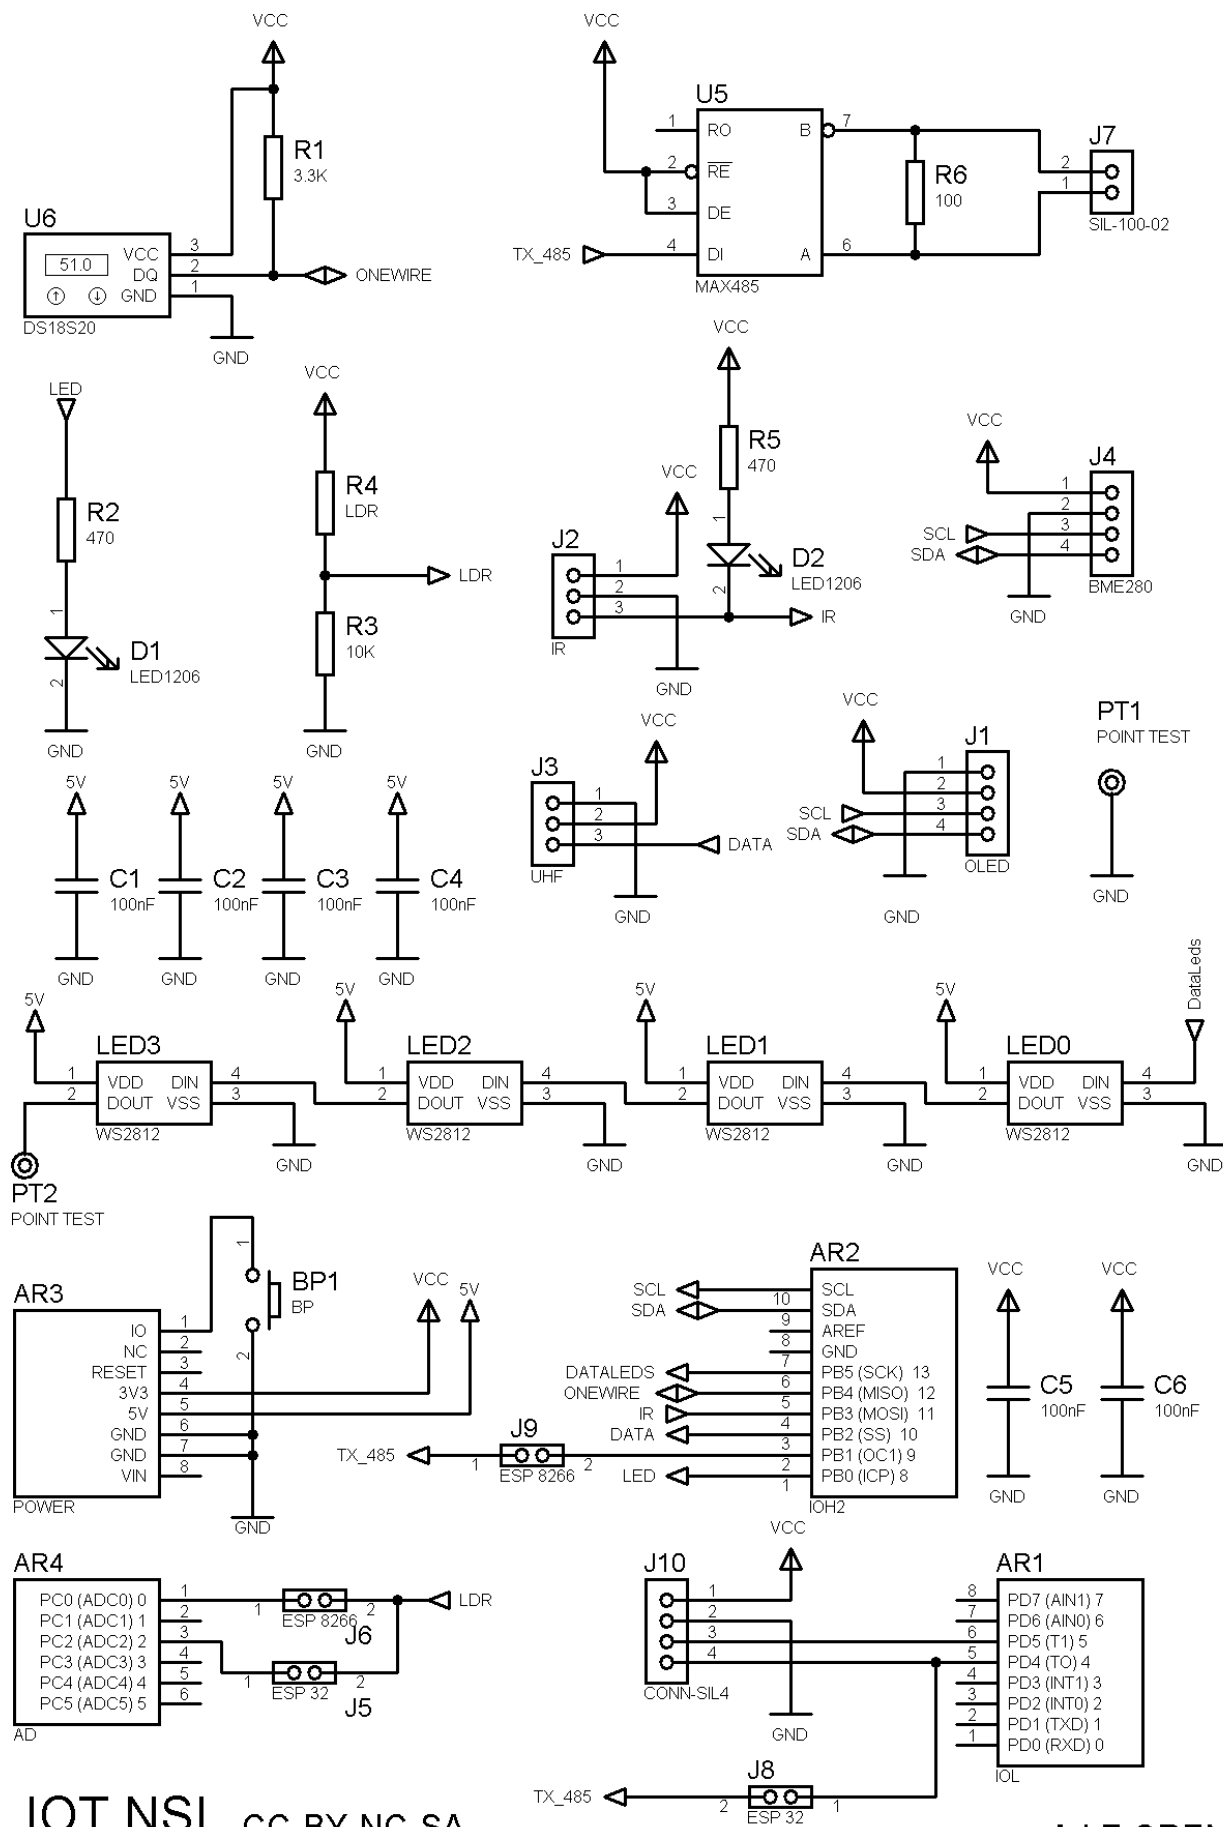 VCC
R1
3.3K
U6
VCC
DQ
GND
3
2
1
51.0
DS18S20
ONEWIRE
GND
VCC
U5
1
RO
2
RE
3
DE
TX_485
4
DI
B
7
A
6
MAX485
R6
100
J7
2
1
SIL-100-02
LED
R2
470
1
D1
LED1206
2
GND
VCC
R4
LDR
LDR
R3
10K
GND
VCC
R5
470
VCC
1
J2
1
2
3
D2
LED1206
2
IR
IR
GND
VCC
J4
1
2
SCL
3
SDA
4
BME280
GND
VCC
J3
1
2
3
DATA
UHF
GND
VCC
J1
1
2
SCL
3
SDA
4
OLED
GND
PT1
POINT TEST
GND
5V
5V
5V
5V
C1
100nF
C2
100nF
C3
100nF
C4
100nF
GND
GND
GND
GND
DataLeds
5V
LED3
1
VDD
DIN
4
2
DOUT
VSS
3
WS2812
GND
5V
LED2
1
VDD
DIN
4
2
DOUT
VSS
3
WS2812
GND
5V
LED1
1
VDD
DIN
4
2
DOUT
VSS
3
WS2812
GND
5V
LED0
1
VDD
DIN
4
2
DOUT
VSS
3
WS2812
GND
PT2
POINT TEST
AR3
IO 1
NC 2
RESET 3
3V3 4
5V 5
GND 6
GND 7
VIN 8
POWER
1
BP1
BP
2
VCC
5V
GND
AR2
SCL
SCL
SDA
10
SDA
9
AREF
8
GND
DATALEDS
7
PB5 (SCK) 13
ONEWIRE
6
PB4 (MISO) 12
IR
5
PB3 (MOSI) 11
DATA
4
PB2 (SS) 10
TX_485
1
J9
ESP 8266
2
3
PB1 (OC1) 9
LED
2
PB0 (ICP) 8
1
IOH2
VCC
C5
100nF
GND
VCC
C6
100nF
GND
AR4
PC0 (ADC0) 0 1
PC1 (ADC1) 1 2
PC2 (ADC2) 2 3
PC3 (ADC3) 3 4
PC4 (ADC4) 4 5
PC5 (ADC5) 5 6
AD
1
ESP 8266
2
J6
LDR
1
ESP 32
2
J5
VCC
J10
1
2
3
4
CONN-SIL4
GND
AR1
8 PD7 (AIN1) 7
7 PD6 (AIN0) 6
6 PD5 (T1) 5
5 PD4 (TO) 4
4 PD3 (INT1) 3
3 PD2 (INT0) 2
2 PD1 (TXD) 1
1 PD0 (RXD) 0
IOL
TX_485
2
J8
ESP 32
1
IOT NSI CC BY NC SA